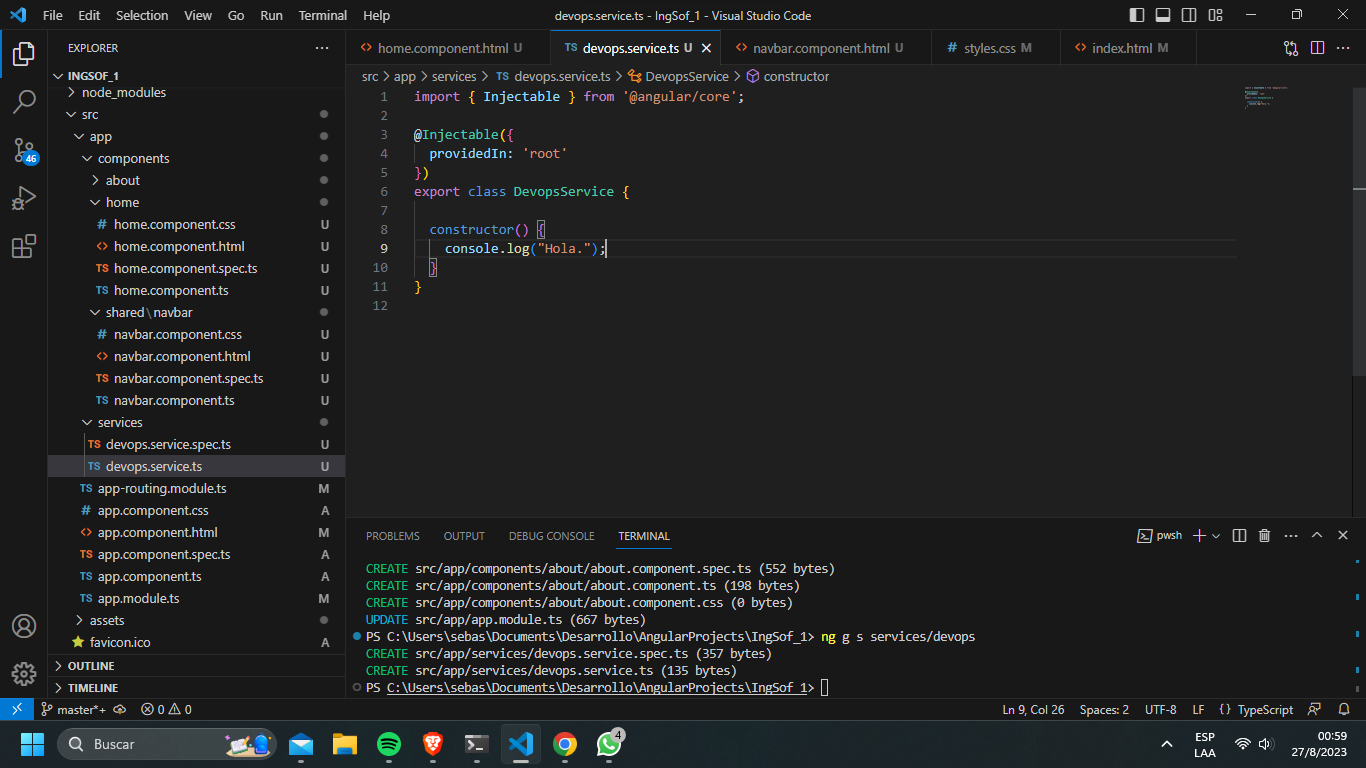 File Edit Selection View Go Run Terminal Help devops.service.ts - IngSof_1 - Visual Studio Code
EXPLORER
INGSOF_1
node_modules
src
app
components
about
home
# home.component.css U
<> home.component.html U
TS home.component.spec.ts U
TS home.component.ts U
shared\navbar
# navbar.component.css U
<> navbar.component.html U
TS navbar.component.spec.ts U
TS navbar.component.ts U
services
TS devops.service.spec.ts U
TS devops.service.ts U
TS app-routing.module.ts M
# app.component.css A
<> app.component.html M
TS app.component.spec.ts A
TS app.component.ts A
TS app.module.ts M
assets
favicon.ico A
OUTLINE
TIMELINE
46
<> home.component.html U TS devops.service.ts U <> navbar.component.html U # styles.css M <> index.html M
src > app > services > TS devops.service.ts > DevopsService > constructor
1 import { Injectable } from '@angular/core';
2
3 @Injectable({
4 providedIn: 'root'
5 })
6 export class DevopsService {
7
8 constructor() {
9 console.log("Hola.");
10 }
11 }
12
PROBLEMS OUTPUT DEBUG CONSOLE TERMINAL pwsh
CREATE src/app/components/about/about.component.spec.ts (552 bytes)
CREATE src/app/components/about/about.component.ts (198 bytes)
CREATE src/app/components/about/about.component.css (0 bytes)
UPDATE src/app/app.module.ts (667 bytes)
PS C:\Users\sebas\Documents\Desarrollo\AngularProjects\IngSof_1> ng g s services/devops
CREATE src/app/services/devops.service.spec.ts (357 bytes)
CREATE src/app/services/devops.service.ts (135 bytes)
PS C:\Users\sebas\Documents\Desarrollo\AngularProjects\IngSof_1>
master*+ 0 0 Ln 9, Col 26 Spaces: 2 UTF-8 LF {} TypeScript
Buscar
4
ESP
LAA
00:59
27/8/2023